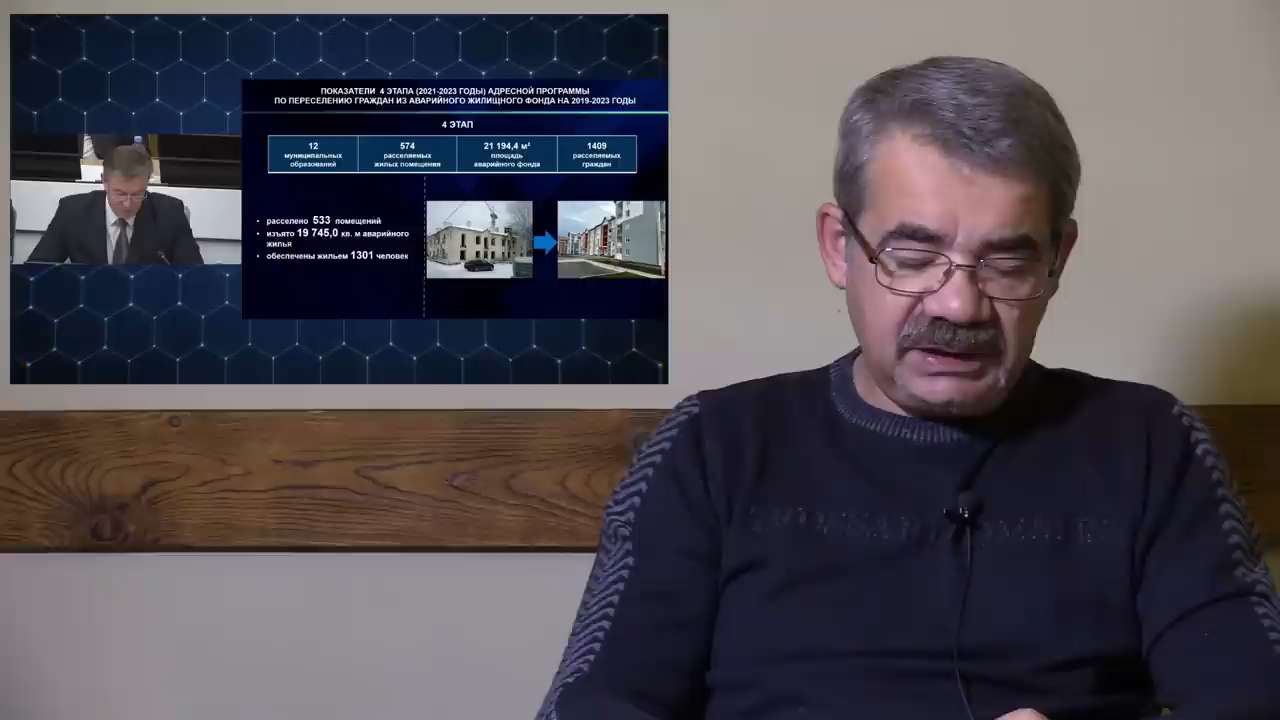 ПОКАЗАТЕЛИ 4 ЭТАПА (2021-2023 ГОДЫ) АДРЕСНОЙ ПРОГРАММЫ
ПО ПЕРЕСЕЛЕНИЮ ГРАЖДАН ИЗ АВАРИЙНОГО ЖИЛИЩНОГО ФОНДА НА 2019-2023 ГОДЫ
4 ЭТАП
12
муниципальных
образований
574
расселяемых
жилых помещения
21 194,4 м²
площадь
аварийного фонда
1409
расселяемых
граждан
• расселено 533 помещений
• изъято 19 745,0 кв. м аварийного
жилья
• обеспечены жильем 1301 человек